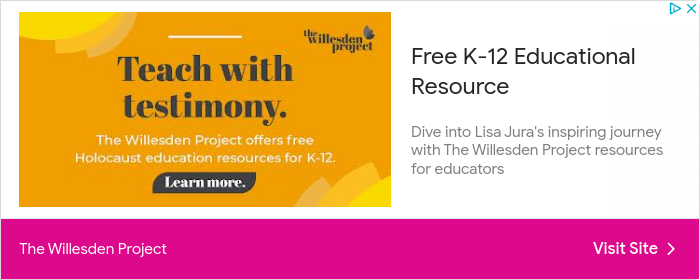 the
willesden
project
Teach with
testimony.
The Willesden Project offers free
Holocaust education resources for K-12.
Learn more.
Free K-12 Educational
Resource
Dive into Lisa Jura's inspiring journey
with The Willesden Project resources
for educators
The Willesden Project
Visit Site